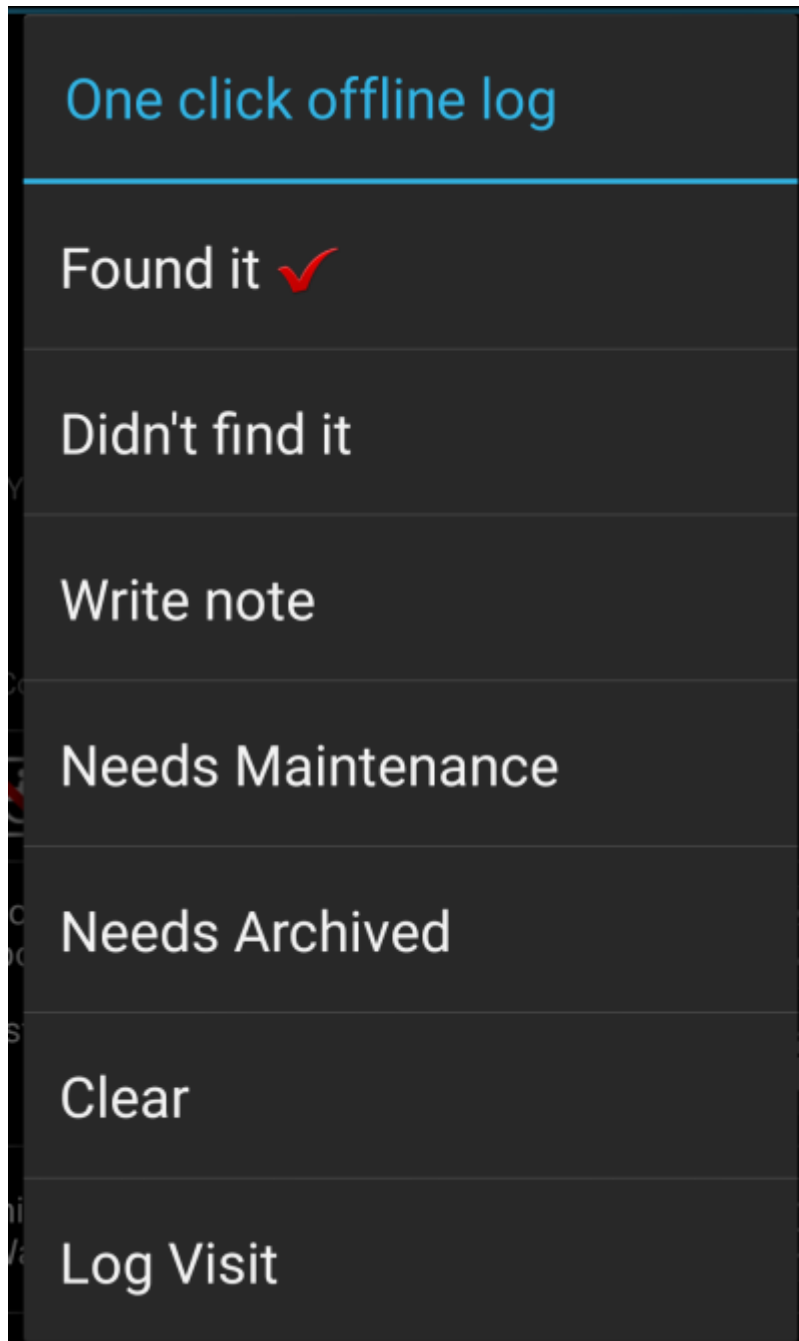 One click offline log
Found it
Didn't find it
Write note
Needs Maintenance
Needs Archived
Clear
Log Visit